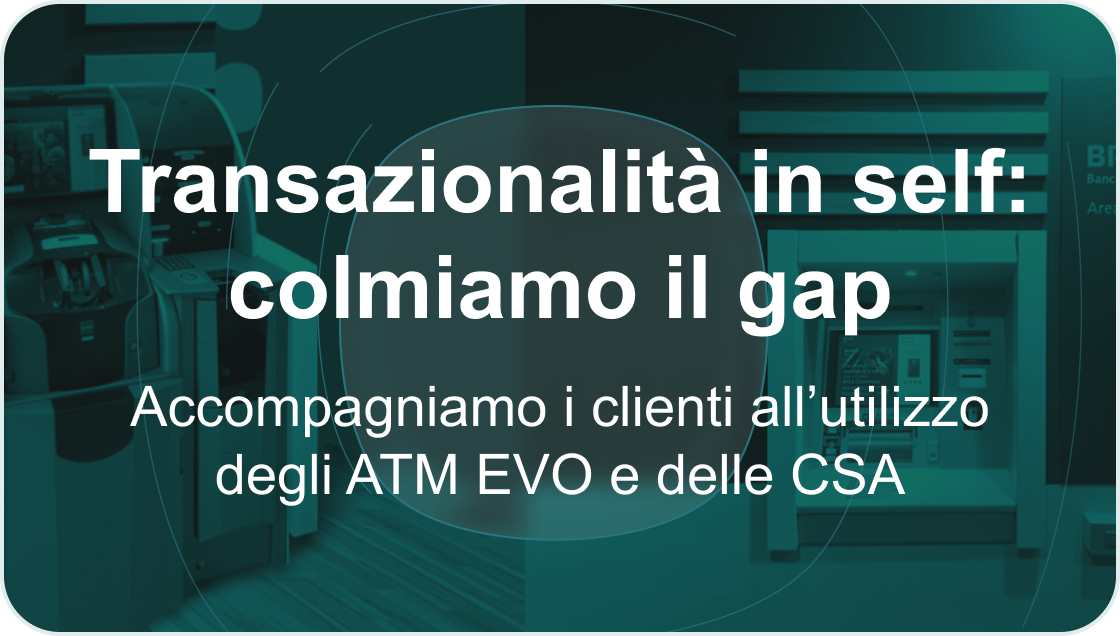 Transazionalità in self:
colmiamo il gap
Accompagniamo i clienti all’utilizzo
degli ATM EVO e delle CSA